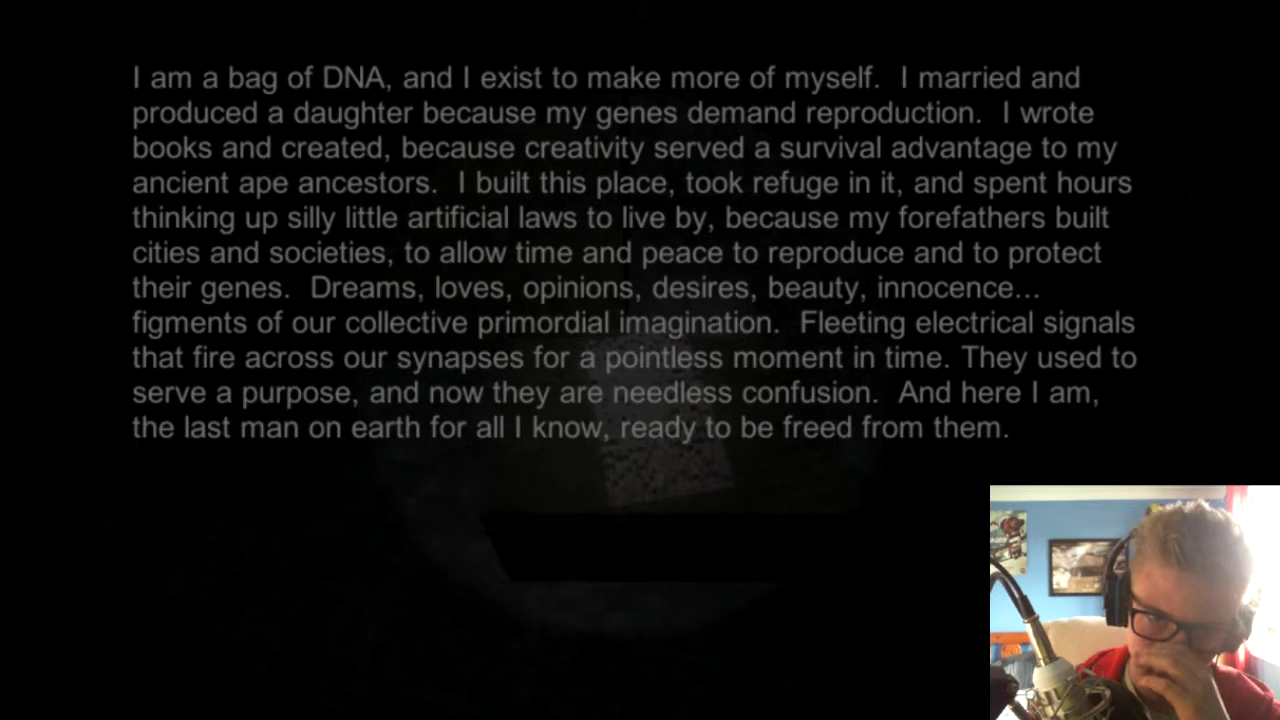 I am a bag of DNA, and I exist to make more of myself.  I married and
produced a daughter because my genes demand reproduction.  I wrote
books and created, because creativity served a survival advantage to my
ancient ape ancestors.  I built this place, took refuge in it, and spent hours
thinking up silly little artificial laws to live by, because my forefathers built
cities and societies, to allow time and peace to reproduce and to protect
their genes.  Dreams, loves, opinions, desires, beauty, innocence...
figments of our collective primordial imagination.  Fleeting electrical signals
that fire across our synapses for a pointless moment in time. They used to
serve a purpose, and now they are needless confusion.  And here I am,
the last man on earth for all I know, ready to be freed from them.